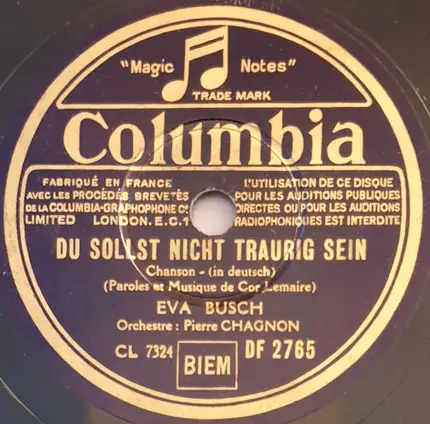 "Magic Notes"
TRADE MARK
Columbia
FABRIQUÉ EN FRANCE
AVEC LES PROCÉDÉS BREVETÉS
DE LA COLUMBIA-GRAPHOPHONE Cº
LIMITED LONDON. E.C.1
L'UTILISATION DE CE DISQUE
POUR LES AUDITIONS PUBLIQUES
DIRECTES OU POUR LES AUDITIONS
RADIOPHONIQUES EST INTERDITE
DU SOLLST NICHT TRAURIG SEIN
Chanson - (in deutsch)
(Paroles et Musique de Cor Lemaire)
EVA BUSCH
Orchestre : Pierre CHAGNON
CL 7324 BIEM DF 2765